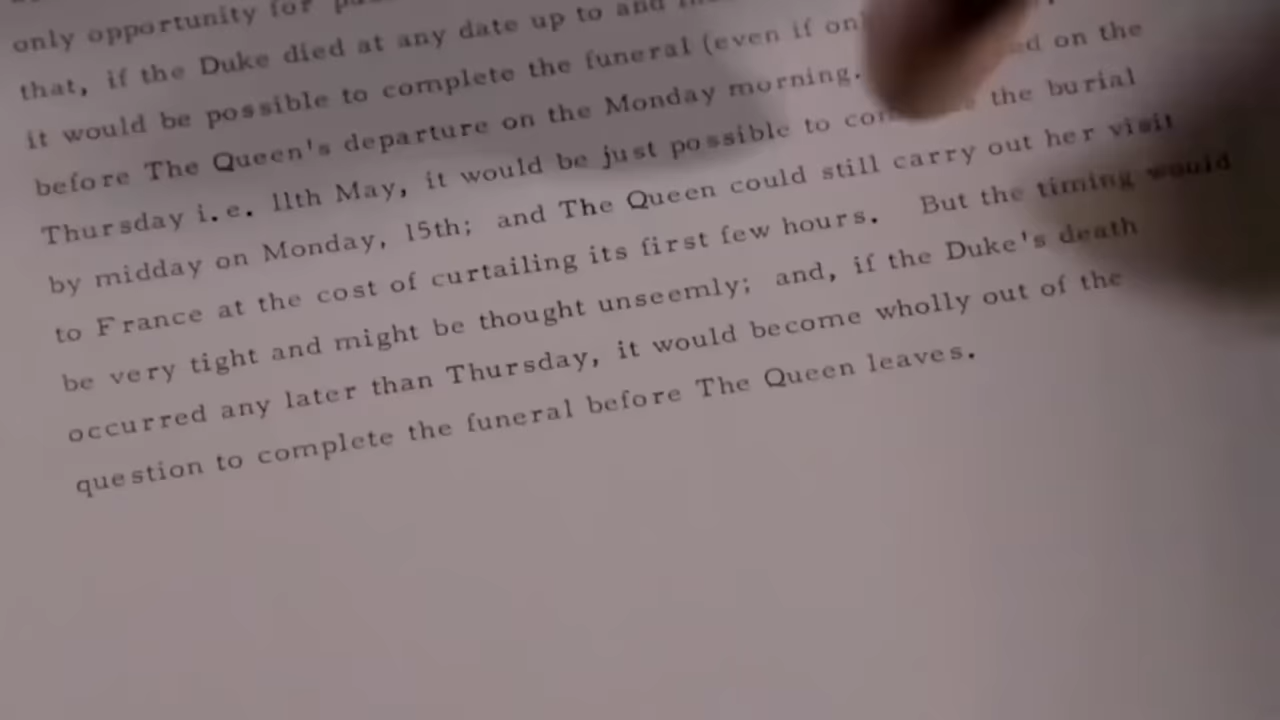 only opportunity for
that, if the Duke died at any date up to and
it would be possible to complete the funeral (even if
before The Queen's departure on the Monday morning. on the
Thursday i.e. 11th May, it would be just possible to the burial
by midday on Monday, 15th; and The Queen could still carry out her visit
to France at the cost of curtailing its first few hours. But the timing would
be very tight and might be thought unseemly; and, if the Duke's death
occurred any later than Thursday, it would become wholly out of the
question to complete the funeral before The Queen leaves.